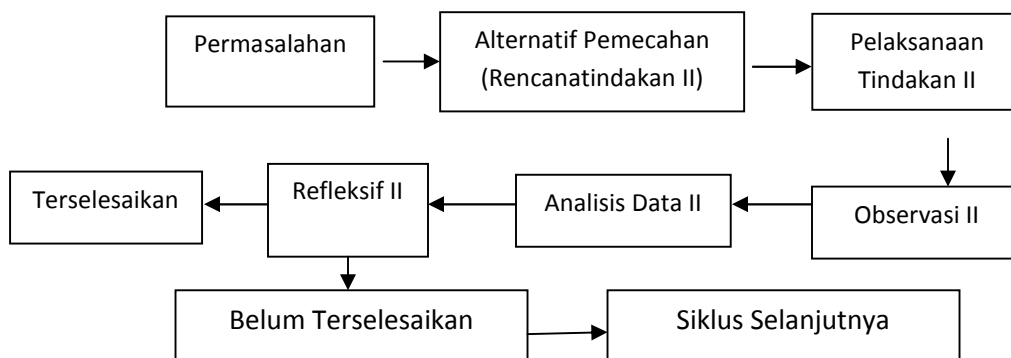 Permasalahan
Alternatif Pemecahan
(Rencanatindakan II)
Pelaksanaan
Tindakan II
Terselesaikan
Refleksif II
Analisis Data II
Observasi II
Belum Terselesaikan
Siklus Selanjutnya